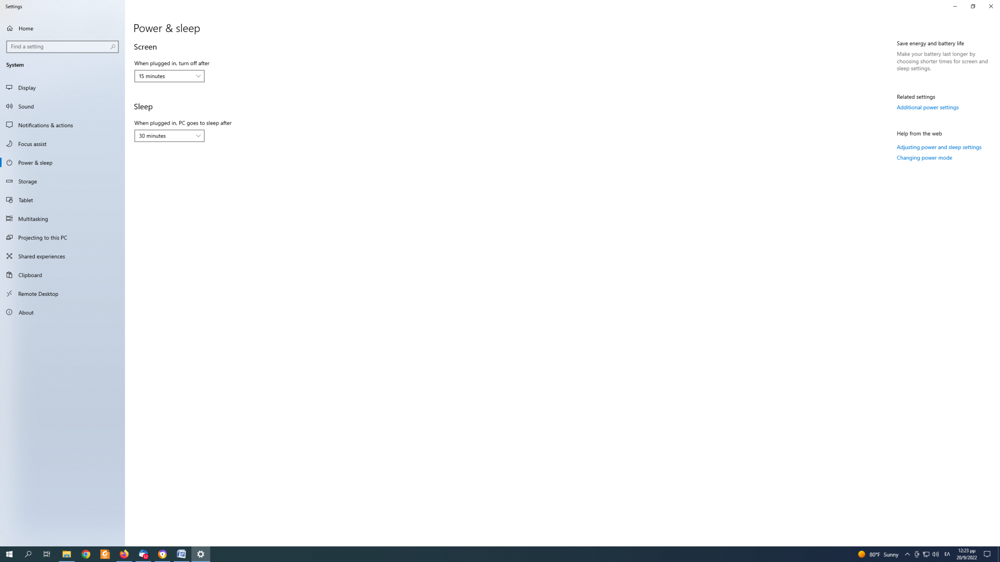 Settings
Home
Find a setting
System
Display
Sound
Notifications & actions
Focus assist
Power & sleep
Storage
Tablet
Multitasking
Projecting to this PC
Shared experiences
Clipboard
Remote Desktop
About
Power & sleep
Screen
When plugged in, turn off after
15 minutes
Sleep
When plugged in, PC goes to sleep after
30 minutes
Save energy and battery life
Make your battery last longer by
choosing shorter times for screen and
sleep settings.
Related settings
Additional power settings
Help from the web
Adjusting power and sleep settings
Changing power mode
12
80°F Sunny
ΕΛ
12:23 μμ
20/9/2022